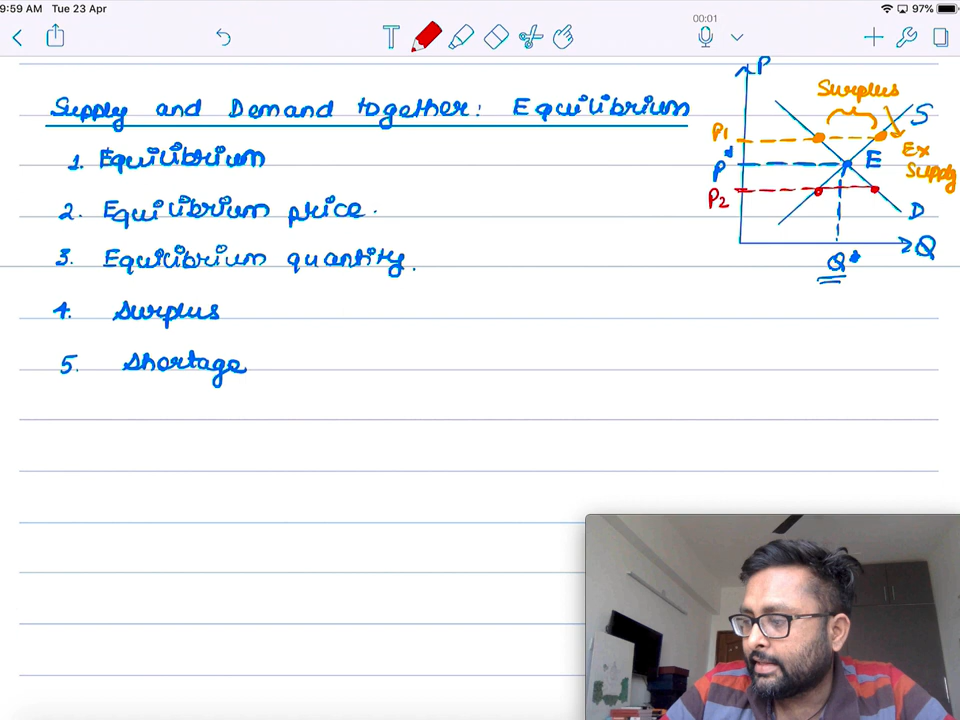 9:59 AM Tue 23 Apr
97%
00:01
T
Supply and Demand together: Equilibrium
1. Equilibrium
2. Equilibrium price.
3. Equilibrium quantity.
4. Surplus
5. Shortage
P
Surplus
S
P1
E
Ex
Supply
P*
P2
D
Q
Q*